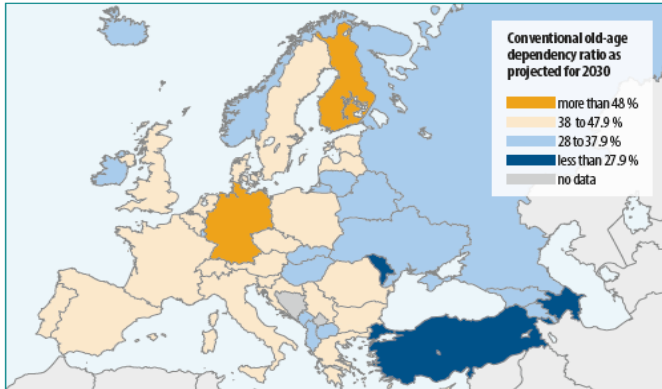 Conventional old-age
dependency ratio as
projected for 2030
more than 48 %
38 to 47.9 %
28 to 37.9 %
less than 27.9 %
no data